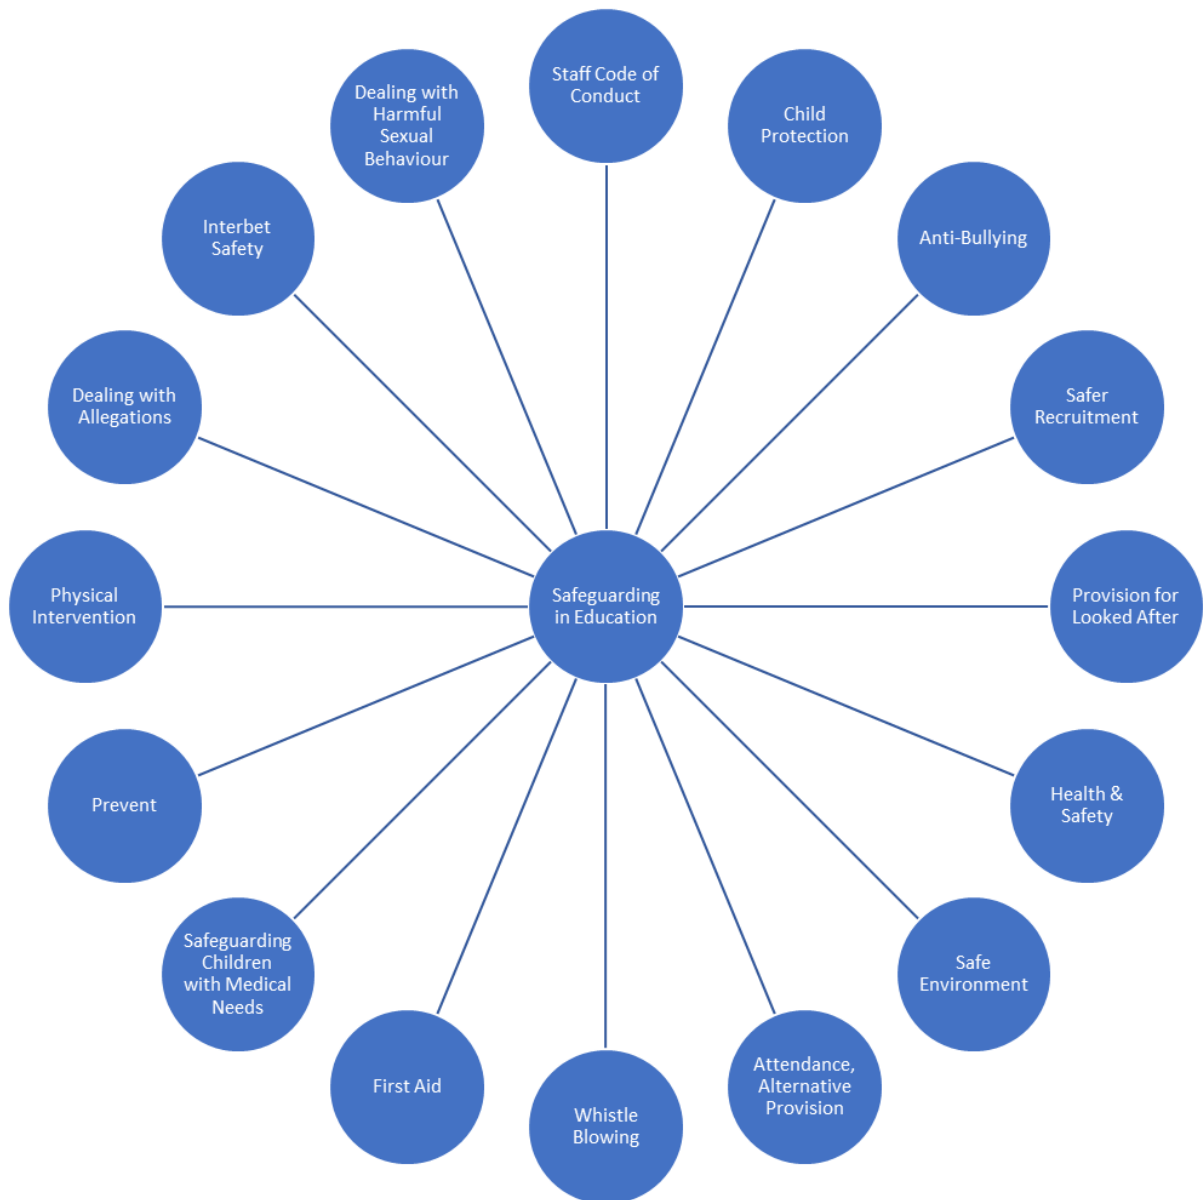 Staff Code of
Conduct
Child
Protection
Anti-Bullying
Safer
Recruitment
Provision for
Looked After
Health &
Safety
Safe
Environment
Attendance,
Alternative
Provision
Whistle
Blowing
First Aid
Safeguarding
Children
with Medical
Needs
Prevent
Physical
Intervention
Dealing with
Allegations
Interbet
Safety
Dealing with
Harmful
Sexual
Behaviour
Safeguarding
in Education